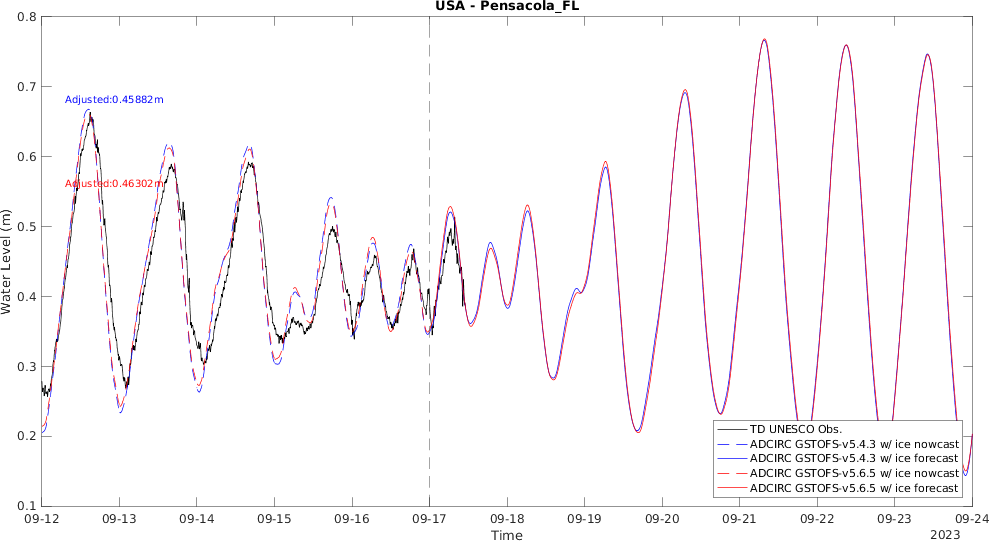 USA - Pensacola_FL
0.8
0.7
0.6
0.5
0.4
0.3
0.2
0.1
Water Level (m)
Adjusted:0.45882m
Adjusted:0.46302m
TD UNESCO Obs.
ADCIRC GSTOFS-v5.4.3 w/ ice nowcast
ADCIRC GSTOFS-v5.4.3 w/ ice forecast
ADCIRC GSTOFS-v5.6.5 w/ ice nowcast
ADCIRC GSTOFS-v5.6.5 w/ ice forecast
09-12 09-13 09-14 09-15 09-16 09-17 09-18 09-19 09-20 09-21 09-22 09-23 09-24
Time
2023